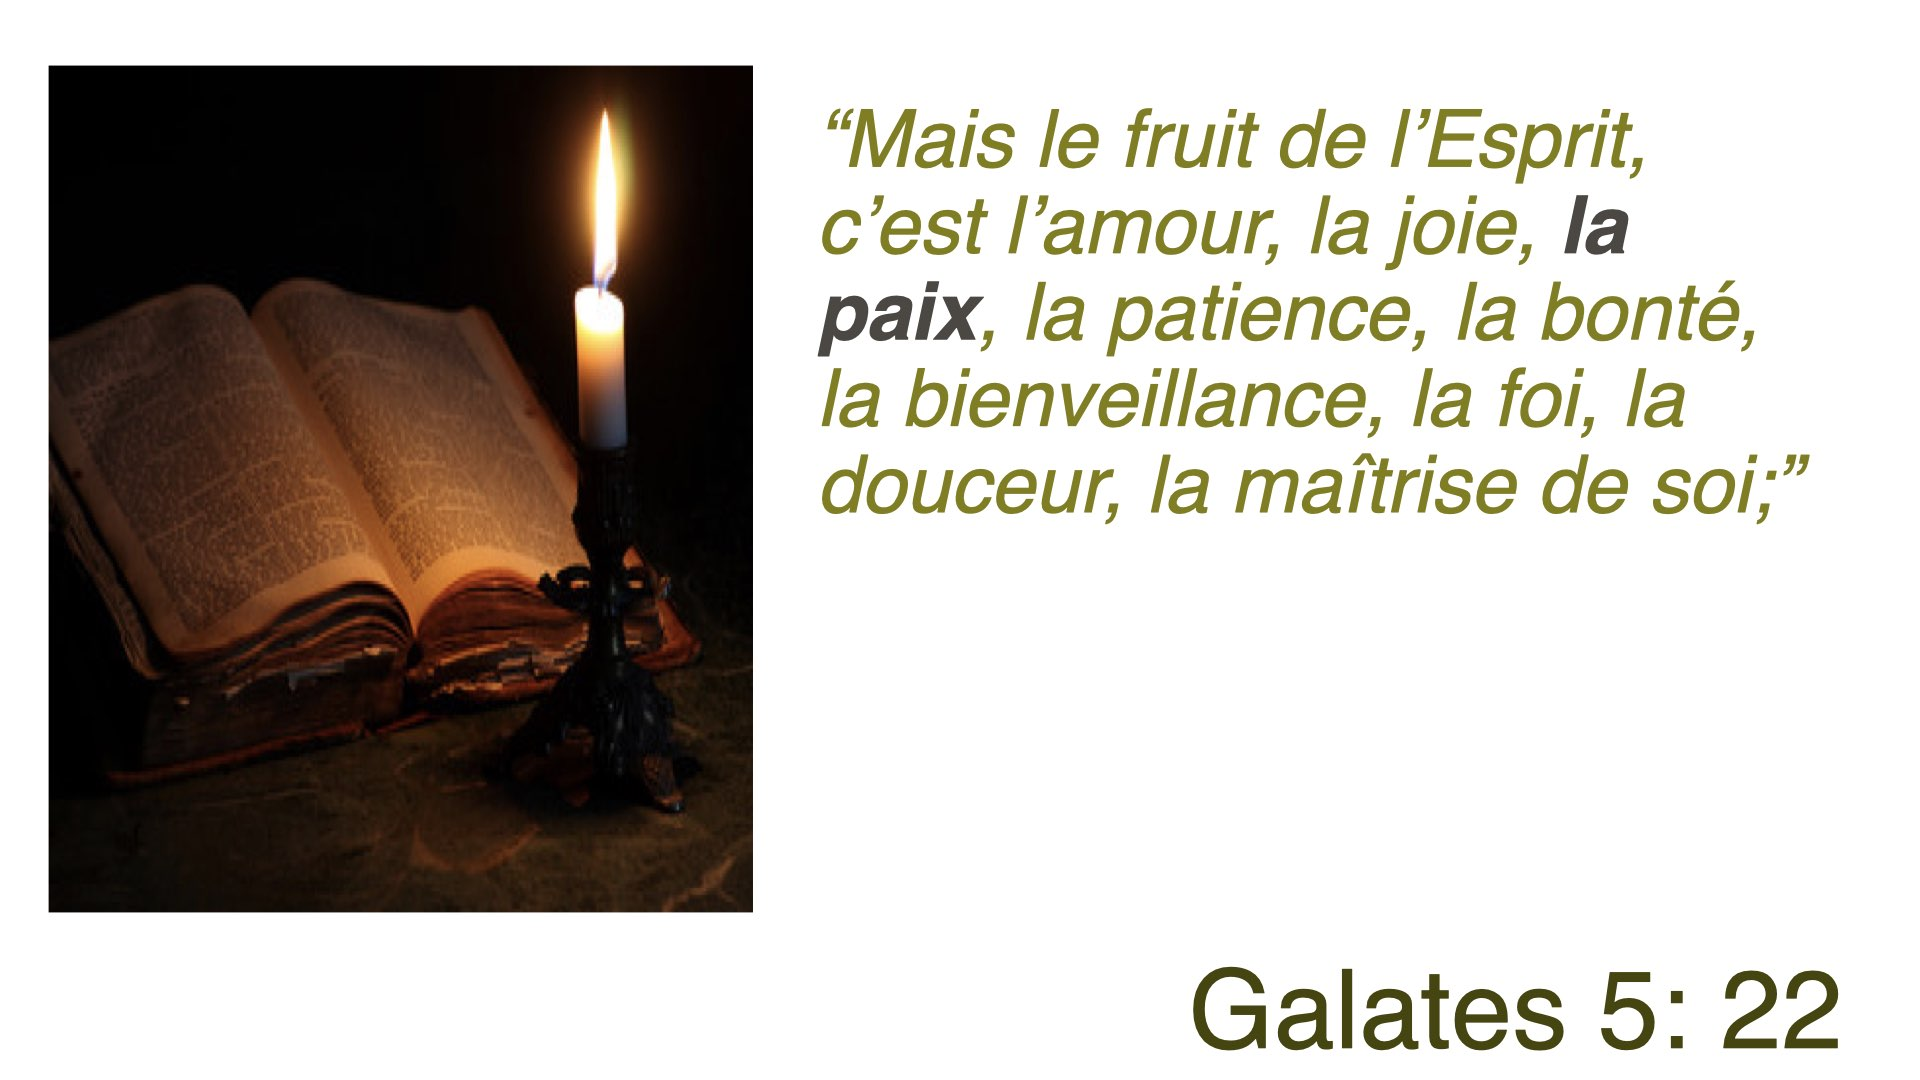 “Mais le fruit de l’Esprit,
c’est l’amour, la joie, la
paix, la patience, la bonté,
la bienveillance, la foi, la
douceur, la maîtrise de soi;”
Galates 5: 22